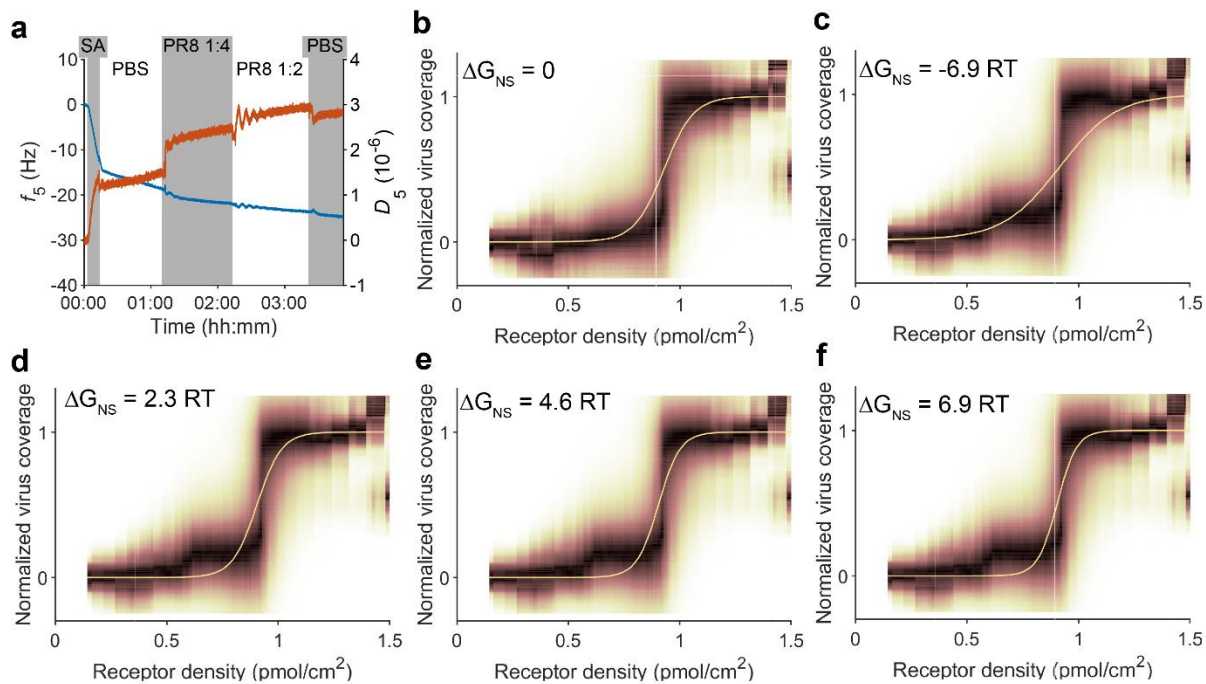 a
SA
PBS
PR8 1:4
PR8 1:2
PBS
f5 (Hz)
10
0
-10
-20
-30
-40
4
3
2
1
0
-1
D5 (10-6)
00:00 01:00 02:00 03:00
Time (hh:mm)
b
ΔGNS = 0
Normalized virus coverage
1
0
0 0.5 1 1.5
Receptor density (pmol/cm2)
c
ΔGNS = -6.9 RT
Normalized virus coverage
1
0
0 0.5 1 1.5
Receptor density (pmol/cm2)
d
ΔGNS = 2.3 RT
Normalized virus coverage
1
0
0 0.5 1 1.5
Receptor density (pmol/cm2)
e
ΔGNS = 4.6 RT
Normalized virus coverage
1
0
0 0.5 1 1.5
Receptor density (pmol/cm2)
f
ΔGNS = 6.9 RT
Normalized virus coverage
1
0
0 0.5 1 1.5
Receptor density (pmol/cm2)